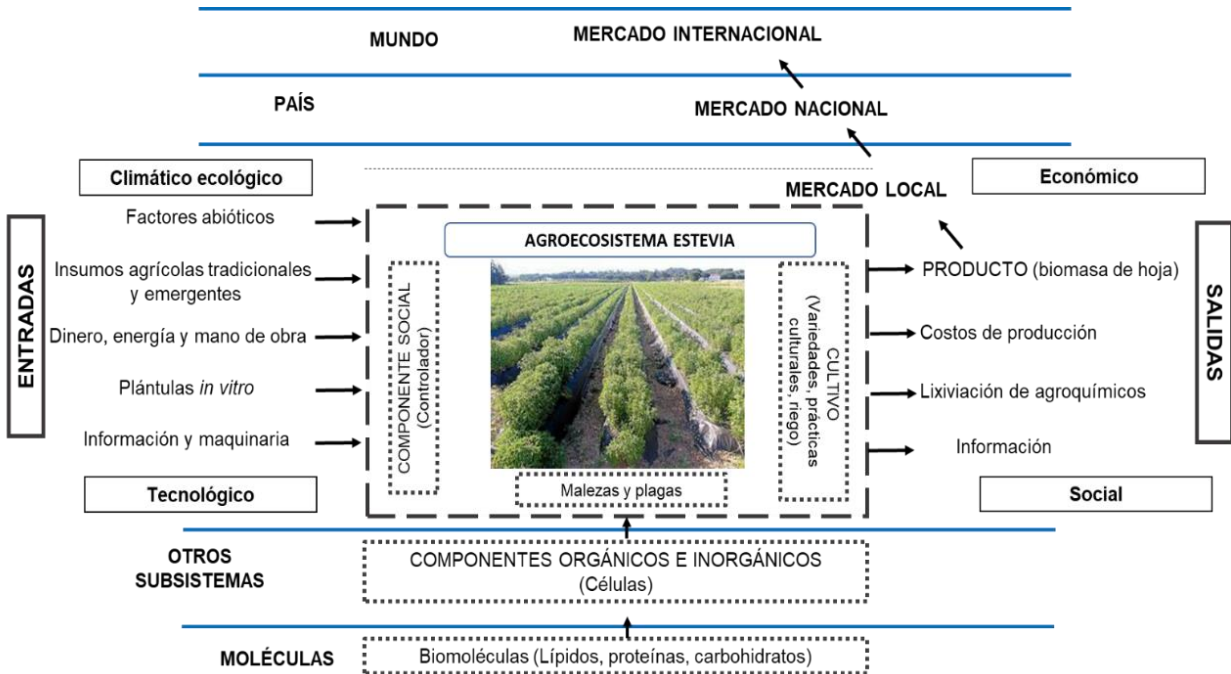 MUNDO
MERCADO INTERNACIONAL
PAÍS
MERCADO NACIONAL
Climático ecológico
MERCADO LOCAL
Económico
ENTRADAS
Factores abióticos
Insumos agrícolas tradicionales
y emergentes
Dinero, energía y mano de obra
Plántulas in vitro
Información y maquinaria
Tecnológico
AGROECOSISTEMA ESTEVIA
COMPONENTE SOCIAL
(Controlador)
CULTIVO
(Variedades, prácticas
culturales, riego)
Malezas y plagas
PRODUCTO (biomasa de hoja)
Costos de producción
Lixiviación de agroquímicos
Información
Social
SALIDAS
OTROS
SUBSISTEMAS
COMPONENTES ORGÁNICOS E INORGÁNICOS
(Células)
MOLÉCULAS
Biomoléculas (Lípidos, proteínas, carbohidratos)